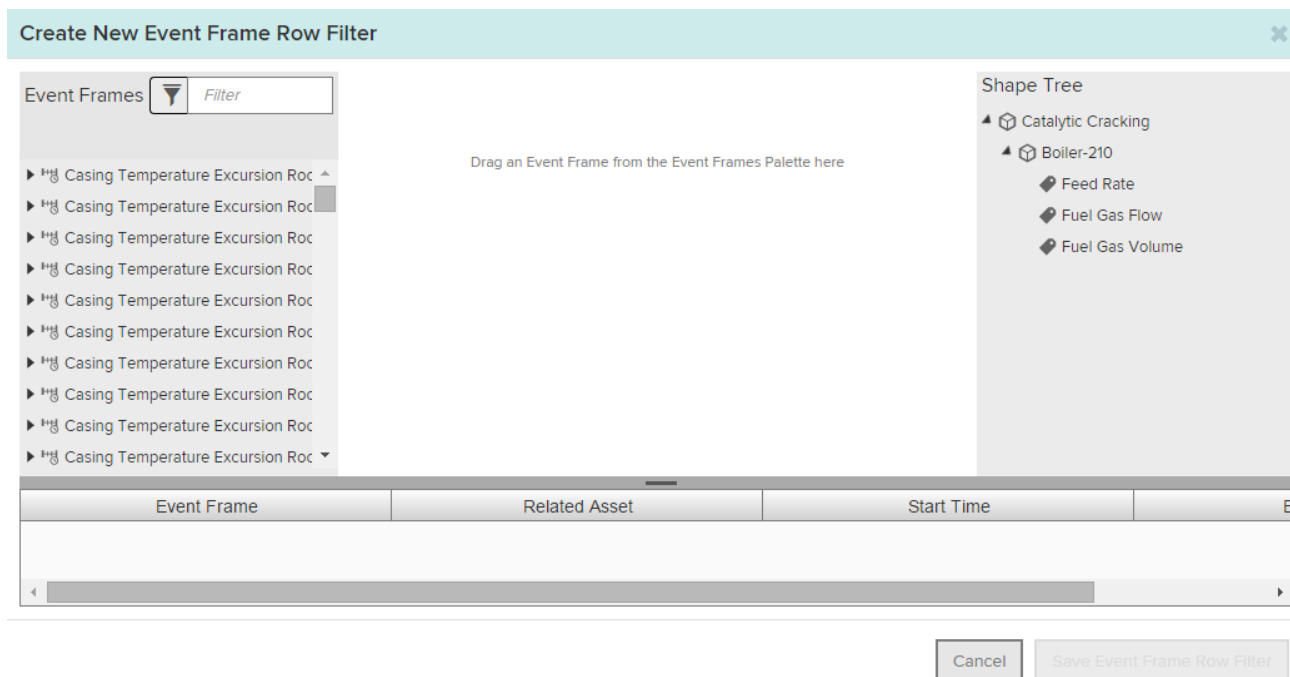 Create New Event Frame Row Filter
Event Frames Filter
Casing Temperature Excursion Roc
Casing Temperature Excursion Roc
Casing Temperature Excursion Roc
Casing Temperature Excursion Roc
Casing Temperature Excursion Roc
Casing Temperature Excursion Roc
Casing Temperature Excursion Roc
Casing Temperature Excursion Roc
Casing Temperature Excursion Roc
Casing Temperature Excursion Roc
Drag an Event Frame from the Event Frames Palette here
Shape Tree
Catalytic Cracking
Boiler-210
Feed Rate
Fuel Gas Flow
Fuel Gas Volume
Event Frame Related Asset Start Time E
Cancel Save Event Frame Row Filter